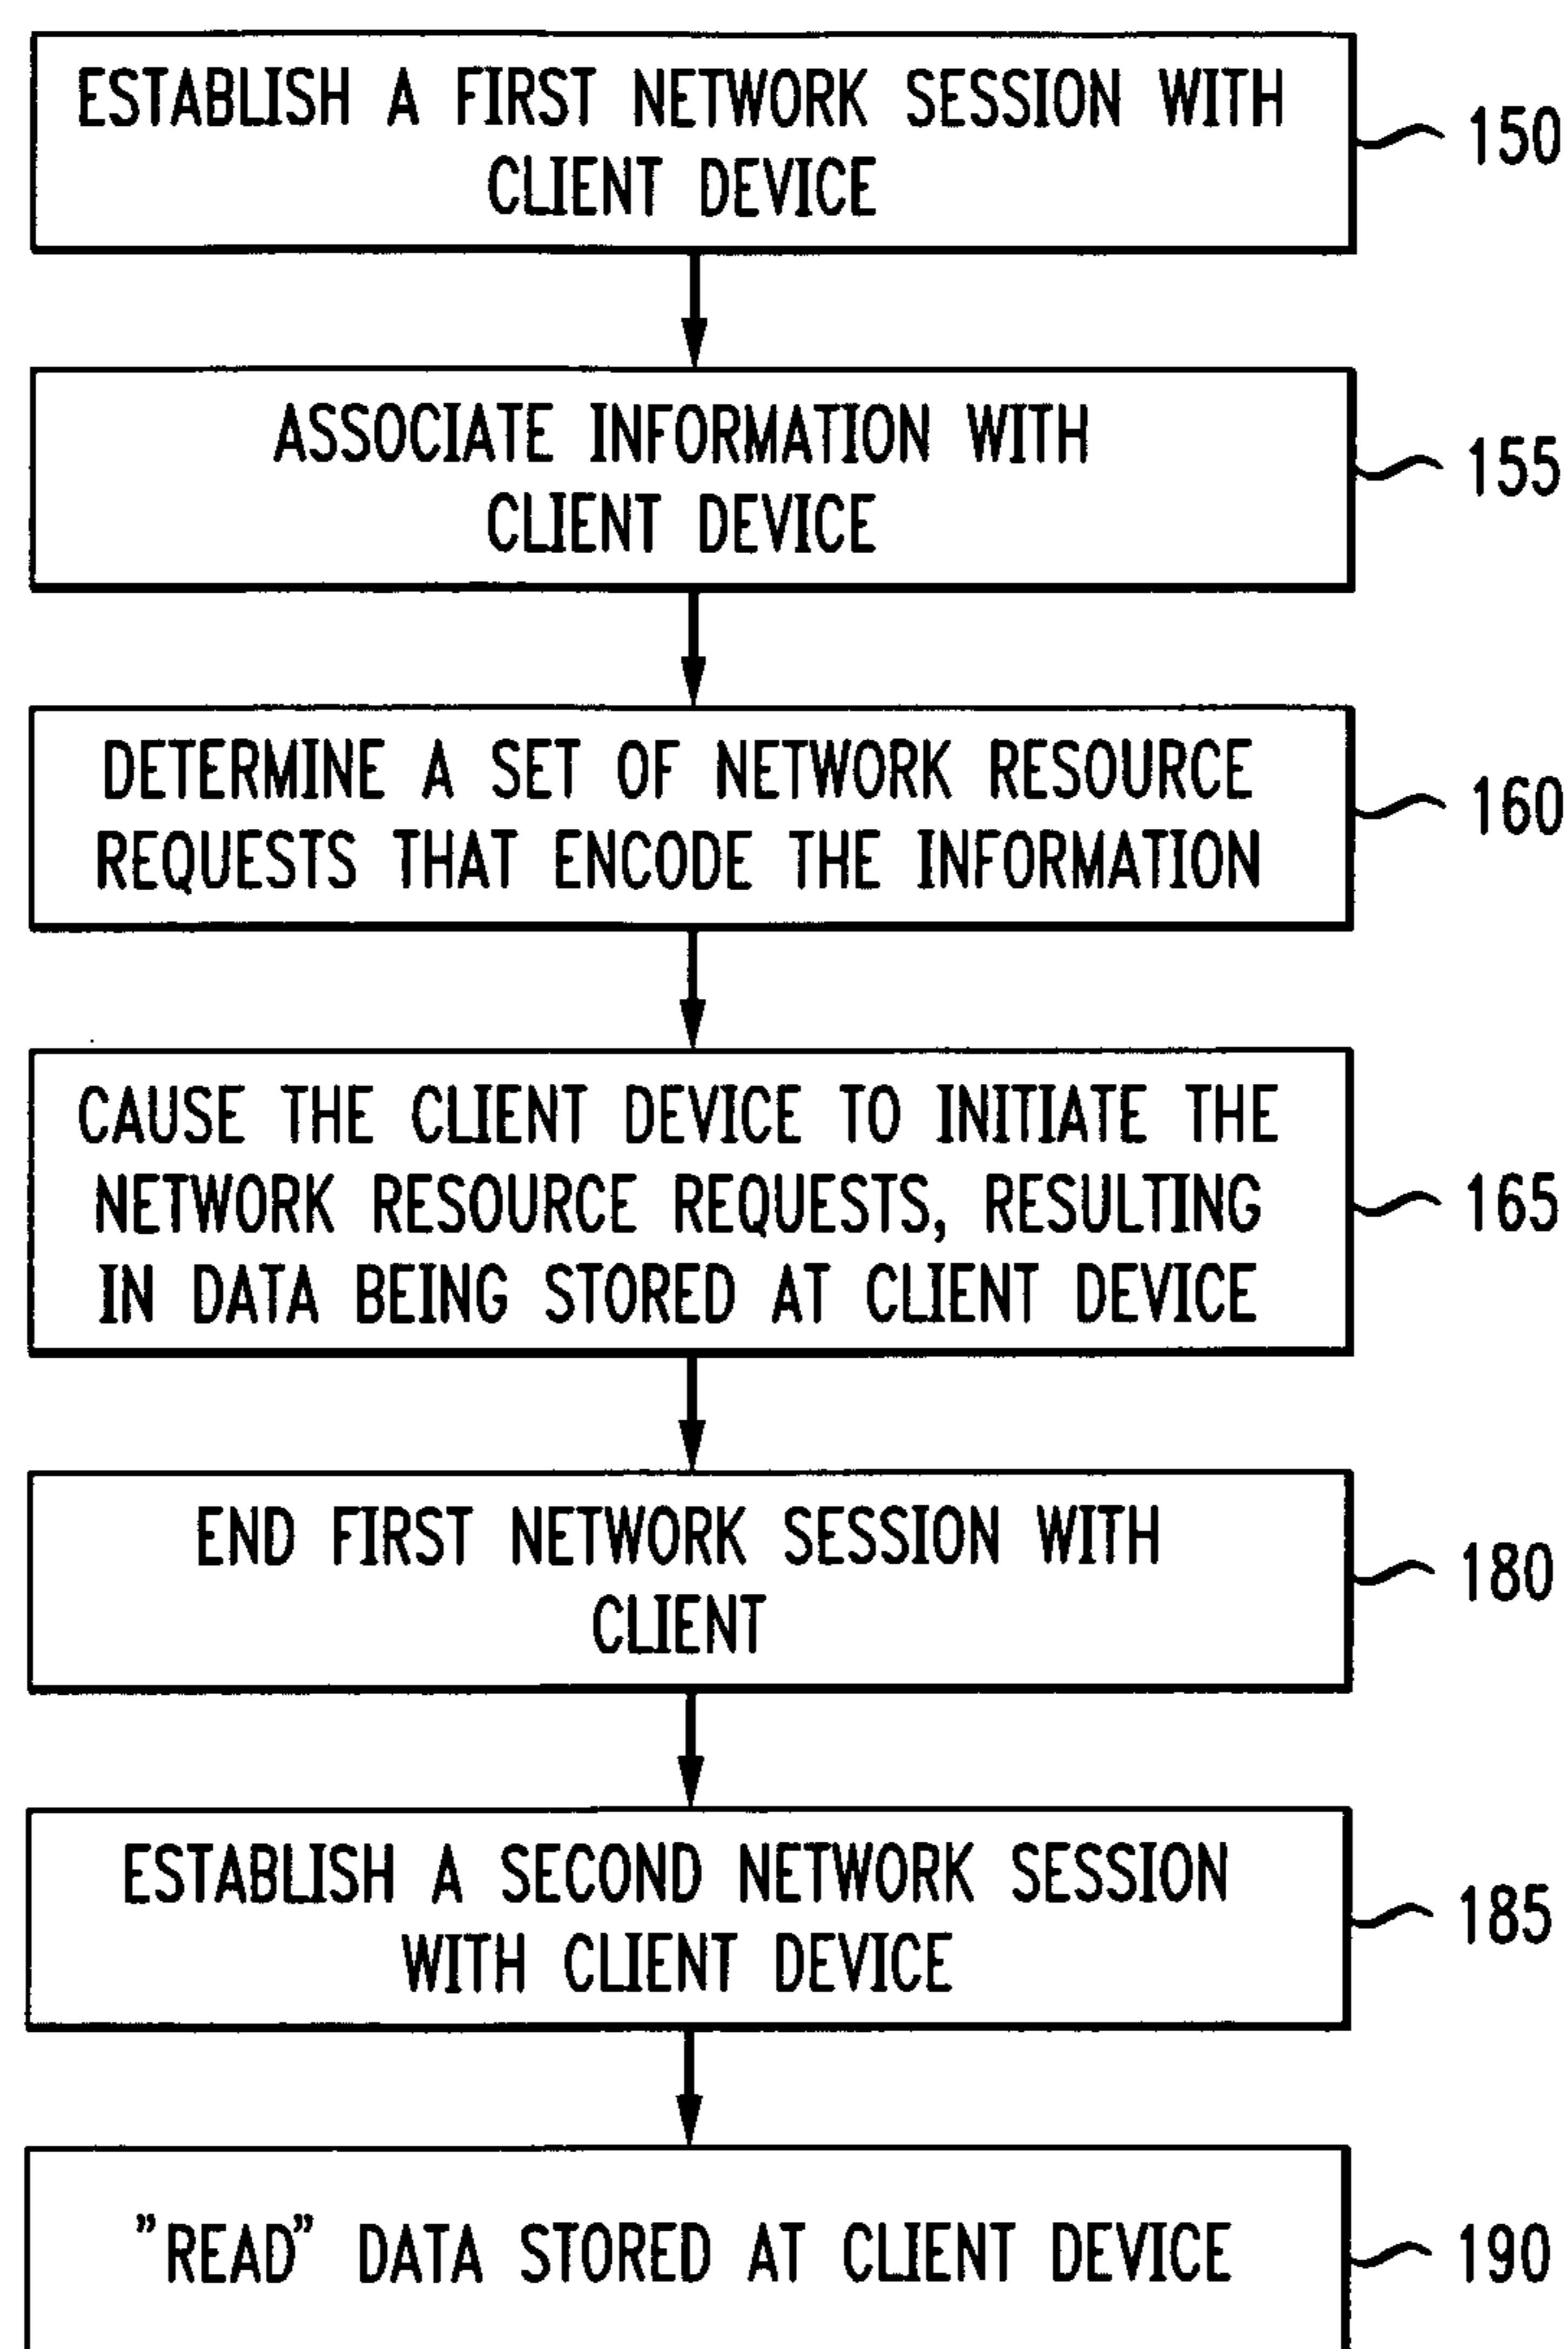 ESTABLISH A FIRST NETWORK SESSION WITH
CLIENT DEVICE
150
ASSOCIATE INFORMATION WITH
CLIENT DEVICE
155
DETERMINE A SET OF NETWORK RESOURCE
REQUESTS THAT ENCODE THE INFORMATION
160
CAUSE THE CLIENT DEVICE TO INITIATE THE
NETWORK RESOURCE REQUESTS, RESULTING
IN DATA BEING STORED AT CLIENT DEVICE
165
END FIRST NETWORK SESSION WITH
CLIENT
180
ESTABLISH A SECOND NETWORK SESSION
WITH CLIENT DEVICE
185
"READ" DATA STORED AT CLIENT DEVICE
190